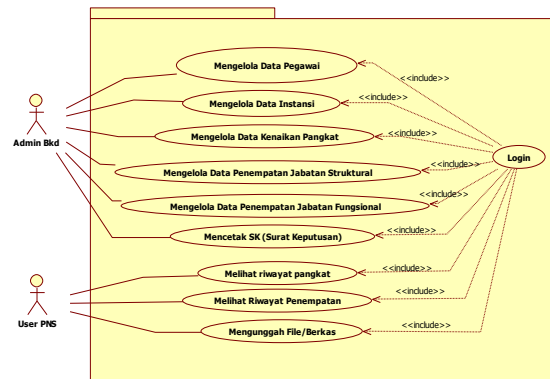 Mengelola Data Pegawai
<<include>>
Mengelola Data Instansi
<<include>>
Admin Bkd
Mengelola Data Kenaikan Pangkat
<<include>>
Login
Mengelola Data Penempatan Jabatan Struktural
<<include>>
Mengelola Data Penempatan Jabatan Fungsional
<<include>>
Mencetak SK (Surat Keputusan)
<<include>>
Melihat riwayat pangkat
<<include>>
Melihat Riwayat Penempatan
<<include>>
User PNS
Mengunggah File/Berkas
<<include>>